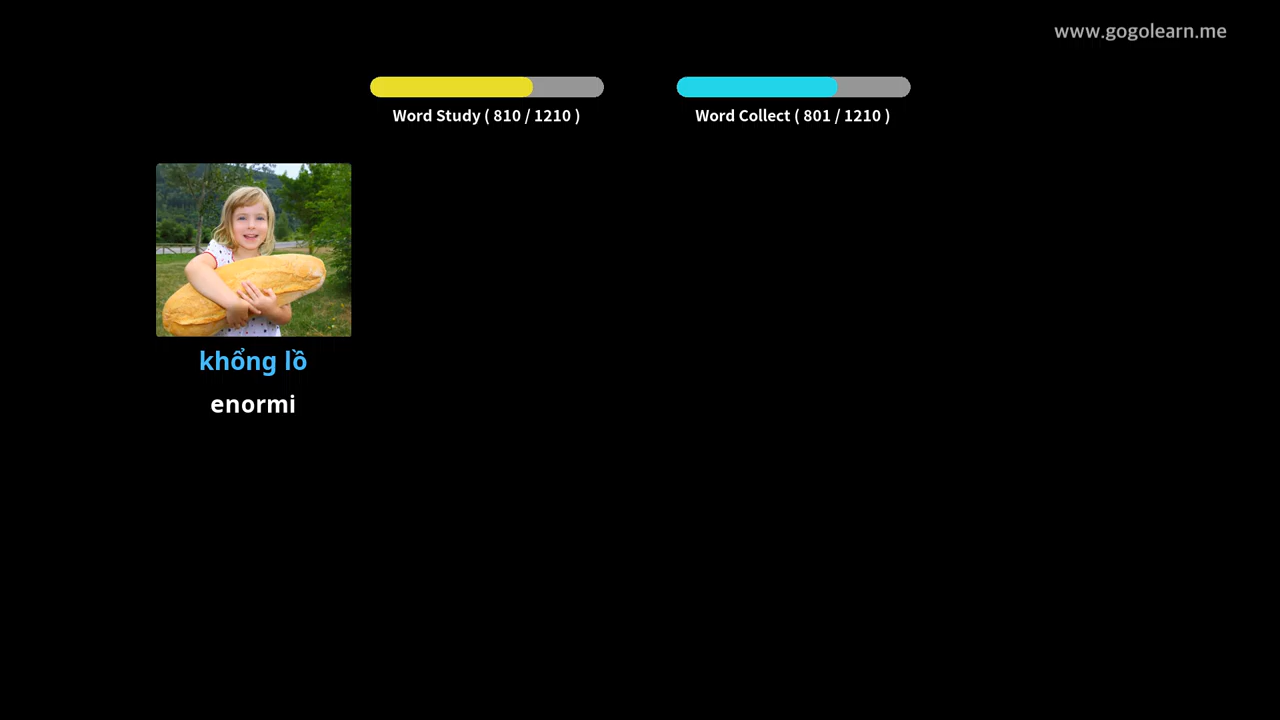 www.gogolearn.me
Word Study ( 810 / 1210 )
Word Collect ( 801 / 1210 )
khổng lồ
enormi